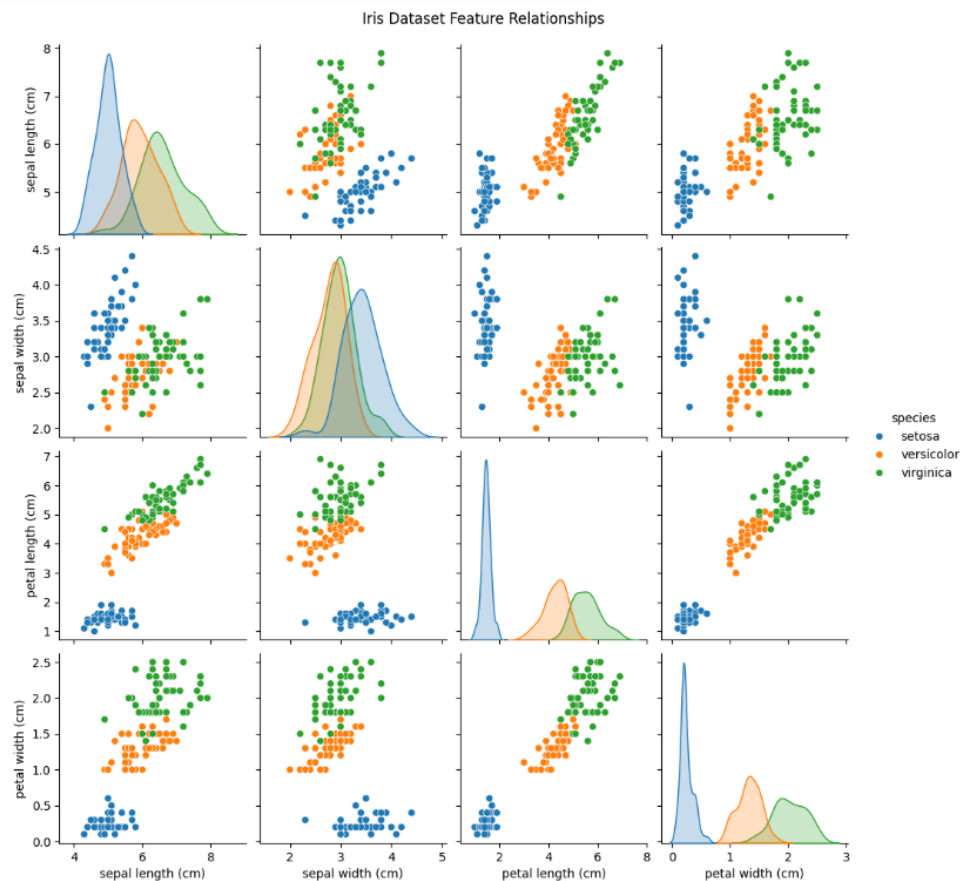 Iris Dataset Feature Relationships
8
7
6
5
sepal length (cm)
4.5
4.0
3.5
3.0
2.5
2.0
sepal width (cm)
species
setosa
versicolor
virginica
7
6
5
4
3
2
1
petal length (cm)
2.5
2.0
1.5
1.0
0.5
0.0
petal width (cm)
4 6 8
2 3 4 5
2 4 6 8
0 1 2 3
sepal length (cm)
sepal width (cm)
petal length (cm)
petal width (cm)